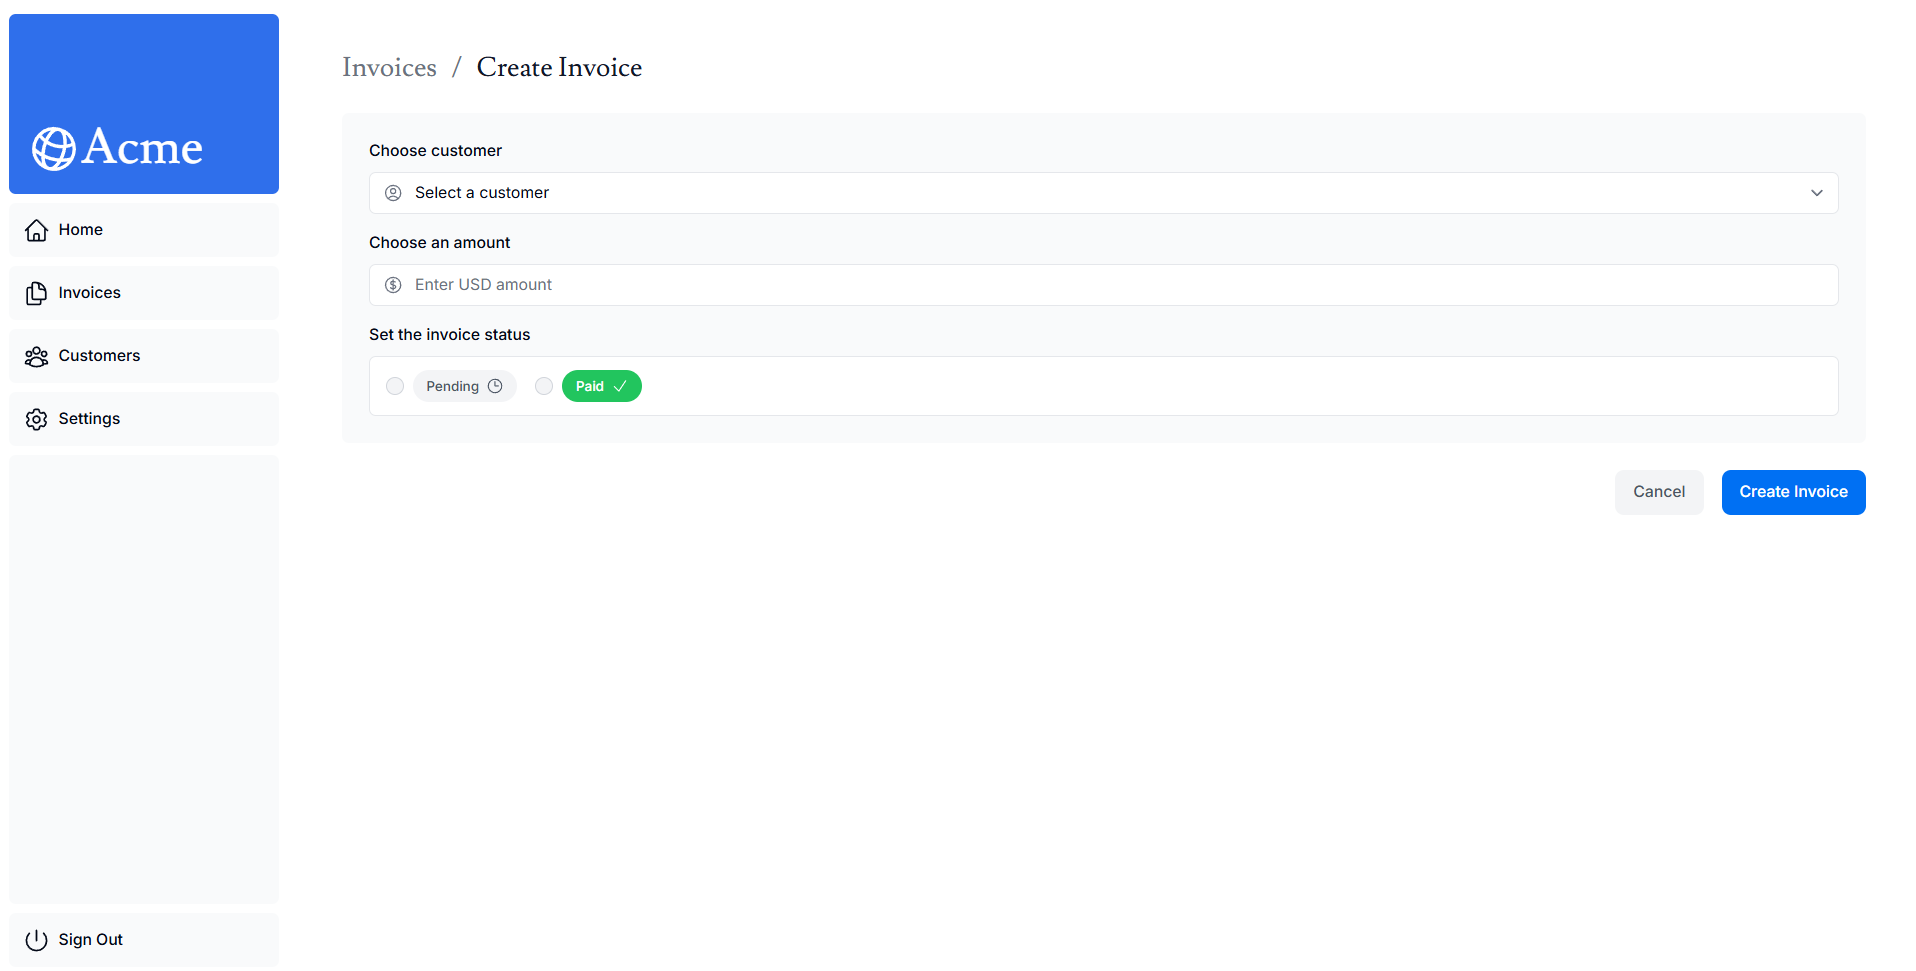 Acme
Home
Invoices
Customers
Settings
Sign Out
Invoices / Create Invoice
Choose customer
Select a customer
Choose an amount
Enter USD amount
Set the invoice status
Pending
Paid
Cancel
Create Invoice